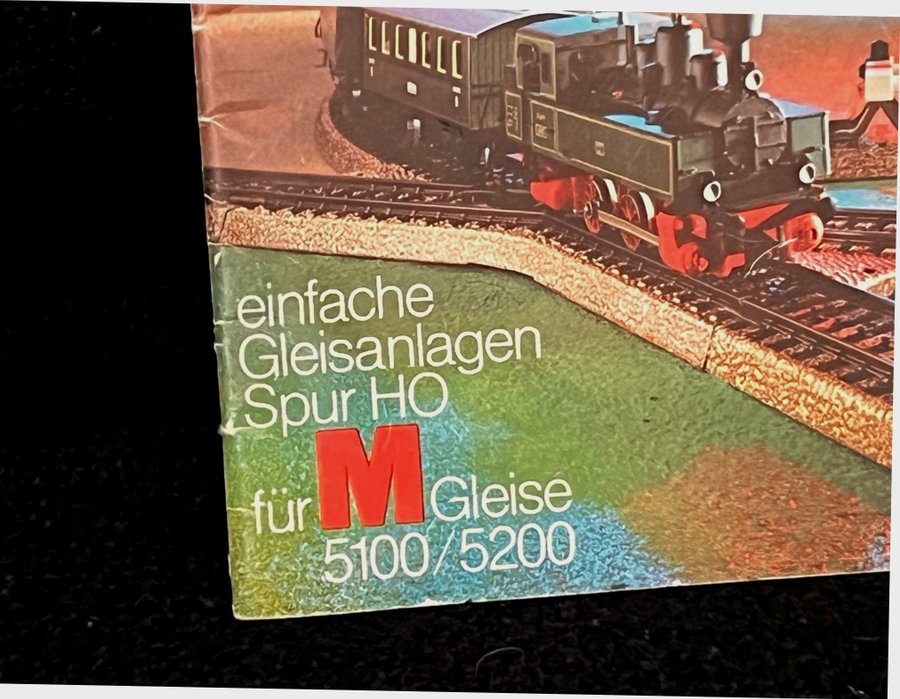 einfache
Gleisanlagen
Spur HO
für M Gleise
5100/5200